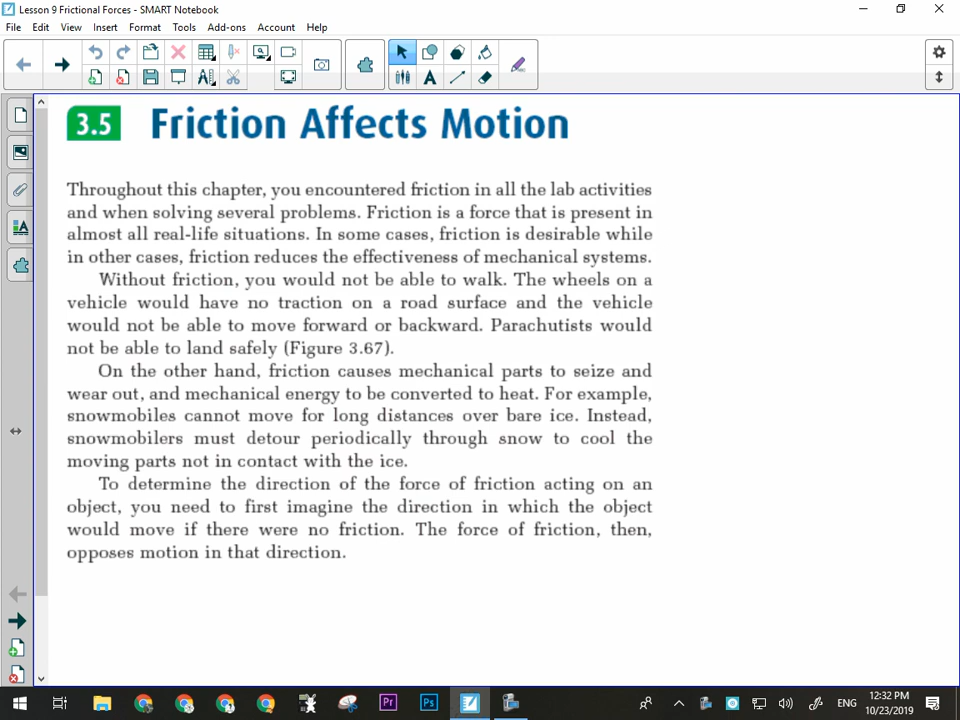 Lesson 9 Frictional Forces - SMART Notebook
File Edit View Insert Format Tools Add-ons Account Help
3.5 Friction Affects Motion
Throughout this chapter, you encountered friction in all the lab activities
and when solving several problems. Friction is a force that is present in
almost all real-life situations. In some cases, friction is desirable while
in other cases, friction reduces the effectiveness of mechanical systems.
Without friction, you would not be able to walk. The wheels on a
vehicle would have no traction on a road surface and the vehicle
would not be able to move forward or backward. Parachutists would
not be able to land safely (Figure 3.67).
On the other hand, friction causes mechanical parts to seize and
wear out, and mechanical energy to be converted to heat. For example,
snowmobiles cannot move for long distances over bare ice. Instead,
snowmobilers must detour periodically through snow to cool the
moving parts not in contact with the ice.
To determine the direction of the force of friction acting on an
object, you need to first imagine the direction in which the object
would move if there were no friction. The force of friction, then,
opposes motion in that direction.
Pr Ps ENG 12:32 PM
10/23/2019